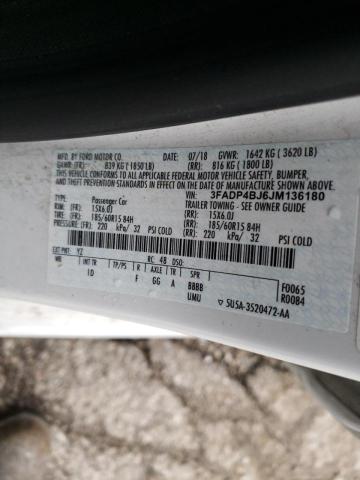 MFD. BY FORD MOTOR CO. 07/18 GVWR: 1642 KG ( 3620 LB)
GAWR: (FR): 839 KG (1850 LB) (RR): 816 KG (1800 LB)
THIS VEHICLE CONFORMS TO ALL APPLICABLE FEDERAL MOTOR VEHICLE SAFETY, BUMPER,
AND THEFT PREVENTION STANDARDS IN EFFECT ON THE DATE OF MANUFACTURE SHOWN ABOVE.
VIN: 3FADP4BJ6JM136180
TYPE: Passenger Car TRAILER TOWING - SEE OWNER GUIDE
RIM: (FR): 15X6.0J (RR): 15X6.0J
TIRE: (FR): 185/60R15 84H (RR): 185/60R15 84H
PRESSURE: (FR): 220 kPa/ 32 PSI COLD (RR): 220 kPa/ 32 PSI COLD
EXT PNT: YZ RC: 48 DSO: F0065
WB INT TR TP/PS R AXLE TR SPR R0084
ID F GG A BBBB
UMU ▽ 5U5A-3520472-AA